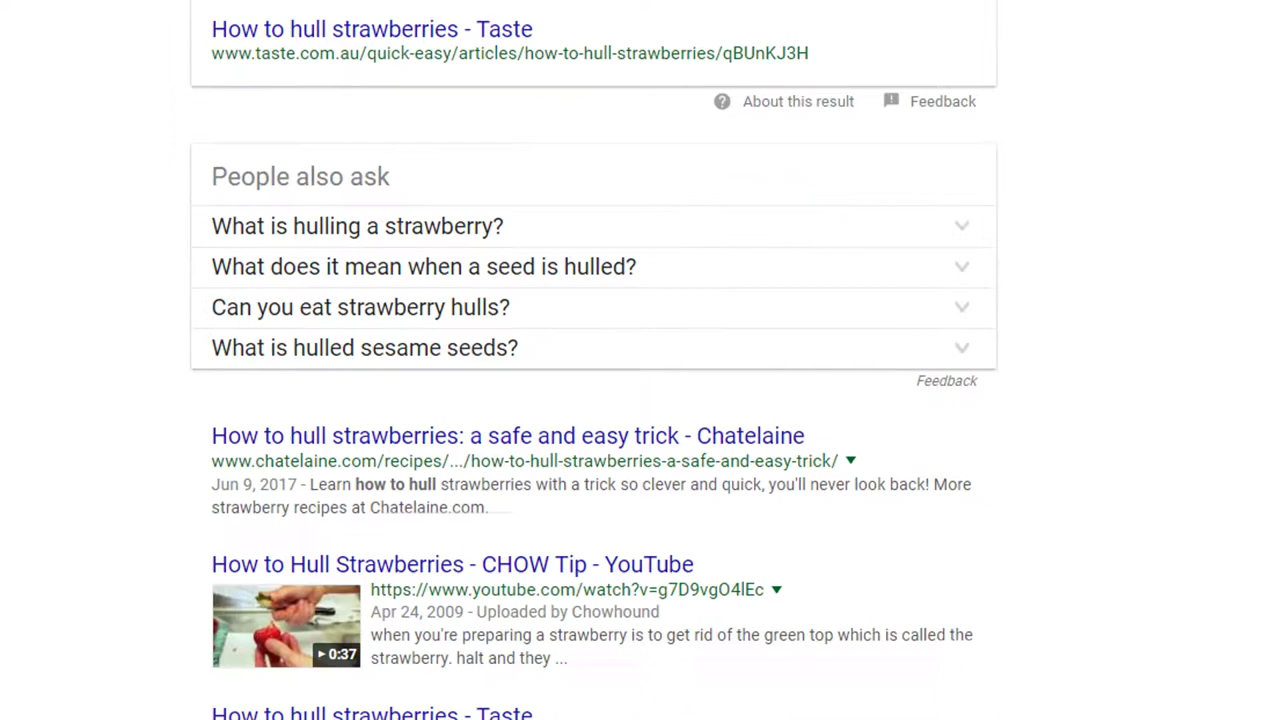 How to hull strawberries - Taste
www.taste.com.au/quick-easy/articles/how-to-hull-strawberries/qBUnKJ3H
About this result Feedback
People also ask
What is hulling a strawberry?
What does it mean when a seed is hulled?
Can you eat strawberry hulls?
What is hulled sesame seeds?
Feedback
How to hull strawberries: a safe and easy trick - Chatelaine
www.chatelaine.com/recipes/.../how-to-hull-strawberries-a-safe-and-easy-trick/
Jun 9, 2017 - Learn how to hull strawberries with a trick so clever and quick, you'll never look back! More
strawberry recipes at Chatelaine.com.
How to Hull Strawberries - CHOW Tip - YouTube
https://www.youtube.com/watch?v=g7D9vgO4lEc
Apr 24, 2009 - Uploaded by Chowhound
when you're preparing a strawberry is to get rid of the green top which is called the
strawberry. halt and they ...
0:37
How to hull strawberries - Taste